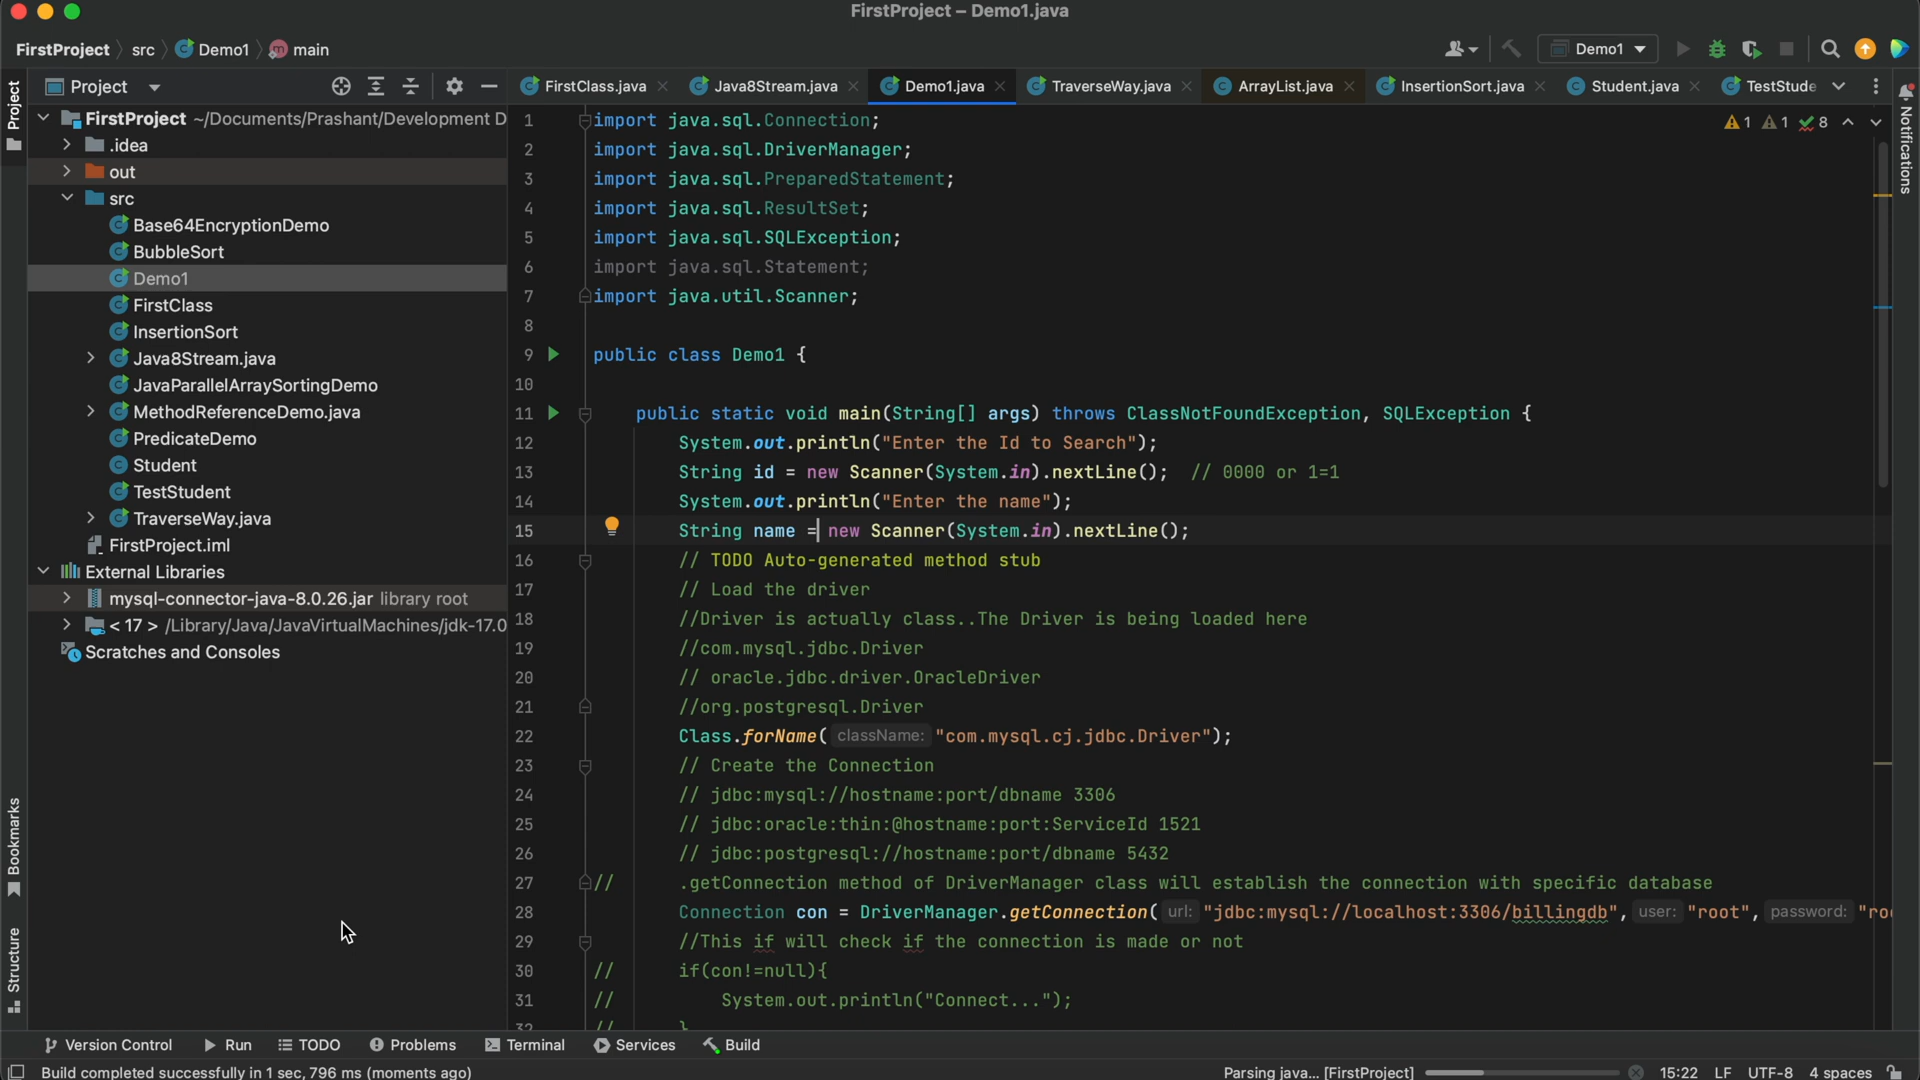 FirstProject – Demo1.java
FirstProject src Demo1 main
Demo1
Project
Project
FirstClass.java
Java8Stream.java
Demo1.java
TraverseWay.java
ArrayList.java
InsertionSort.java
Student.java
TestStude
Notifications
FirstProject ~/Documents/Prashant/Development D
.idea
out
src
Base64EncryptionDemo
BubbleSort
Demo1
FirstClass
InsertionSort
Java8Stream.java
JavaParallelArraySortingDemo
MethodReferenceDemo.java
PredicateDemo
Student
TestStudent
TraverseWay.java
FirstProject.iml
External Libraries
mysql-connector-java-8.0.26.jar library root
< 17 > /Library/Java/JavaVirtualMachines/jdk-17.0
Scratches and Consoles
Bookmarks
Structure
1 1 8
1 import java.sql.Connection;
2 import java.sql.DriverManager;
3 import java.sql.PreparedStatement;
4 import java.sql.ResultSet;
5 import java.sql.SQLException;
6 import java.sql.Statement;
7 import java.util.Scanner;
8
9 public class Demo1 {
10
11 public static void main(String[] args) throws ClassNotFoundException, SQLException {
12 System.out.println("Enter the Id to Search");
13 String id = new Scanner(System.in).nextLine(); // 0000 or 1=1
14 System.out.println("Enter the name");
15 String name = new Scanner(System.in).nextLine();
16 // TODO Auto-generated method stub
17 // Load the driver
18 //Driver is actually class..The Driver is being loaded here
19 //com.mysql.jdbc.Driver
20 // oracle.jdbc.driver.OracleDriver
21 //org.postgresql.Driver
22 Class.forName( className: "com.mysql.cj.jdbc.Driver");
23 // Create the Connection
24 // jdbc:mysql://hostname:port/dbname 3306
25 // jdbc:oracle:thin:@hostname:port:ServiceId 1521
26 // jdbc:postgresql://hostname:port/dbname 5432
27 // .getConnection method of DriverManager class will establish the connection with specific database
28 Connection con = DriverManager.getConnection( url: "jdbc:mysql://localhost:3306/billingdb", user: "root", password: "roo
29 //This if will check if the connection is made or not
30 // if(con!=null){
31 // System.out.println("Connect...");
32 // }
Version Control
Run
TODO
Problems
Terminal
Services
Build
Build completed successfully in 1 sec, 796 ms (moments ago)
Parsing java... [FirstProject]
15:22 LF UTF-8 4 spaces